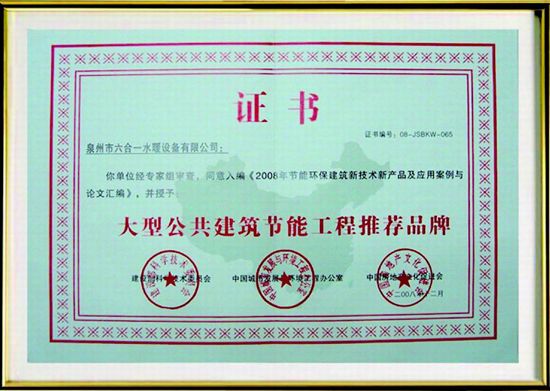 证书
证书编号：08-JSBKW-065
泉州市六合一水暖设备有限公司：
你单位经专家组审查，同意入编《2008年节能环保建筑新技术新产品及应用案例与
论文汇编》，并授予：
大型公共建筑节能工程推荐品牌
建设部科学技术委员会 中国城市发展与环境工程办公室 中国房地产文化促进会
二00八年十二月